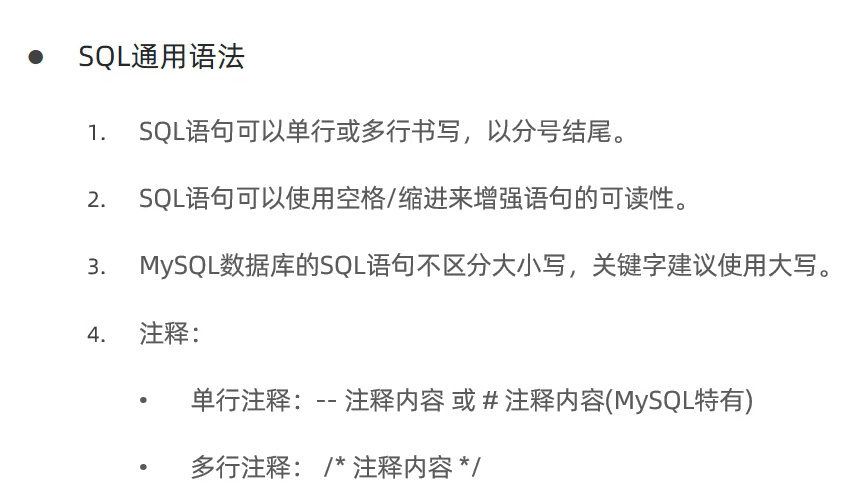 ● SQL通用语法
1. SQL语句可以单行或多行书写，以分号结尾。
2. SQL语句可以使用空格/缩进来增强语句的可读性。
3. MySQL数据库的SQL语句不区分大小写，关键字建议使用大写。
4. 注释：
• 单行注释：-- 注释内容 或 # 注释内容(MySQL特有)
• 多行注释： /* 注释内容 */